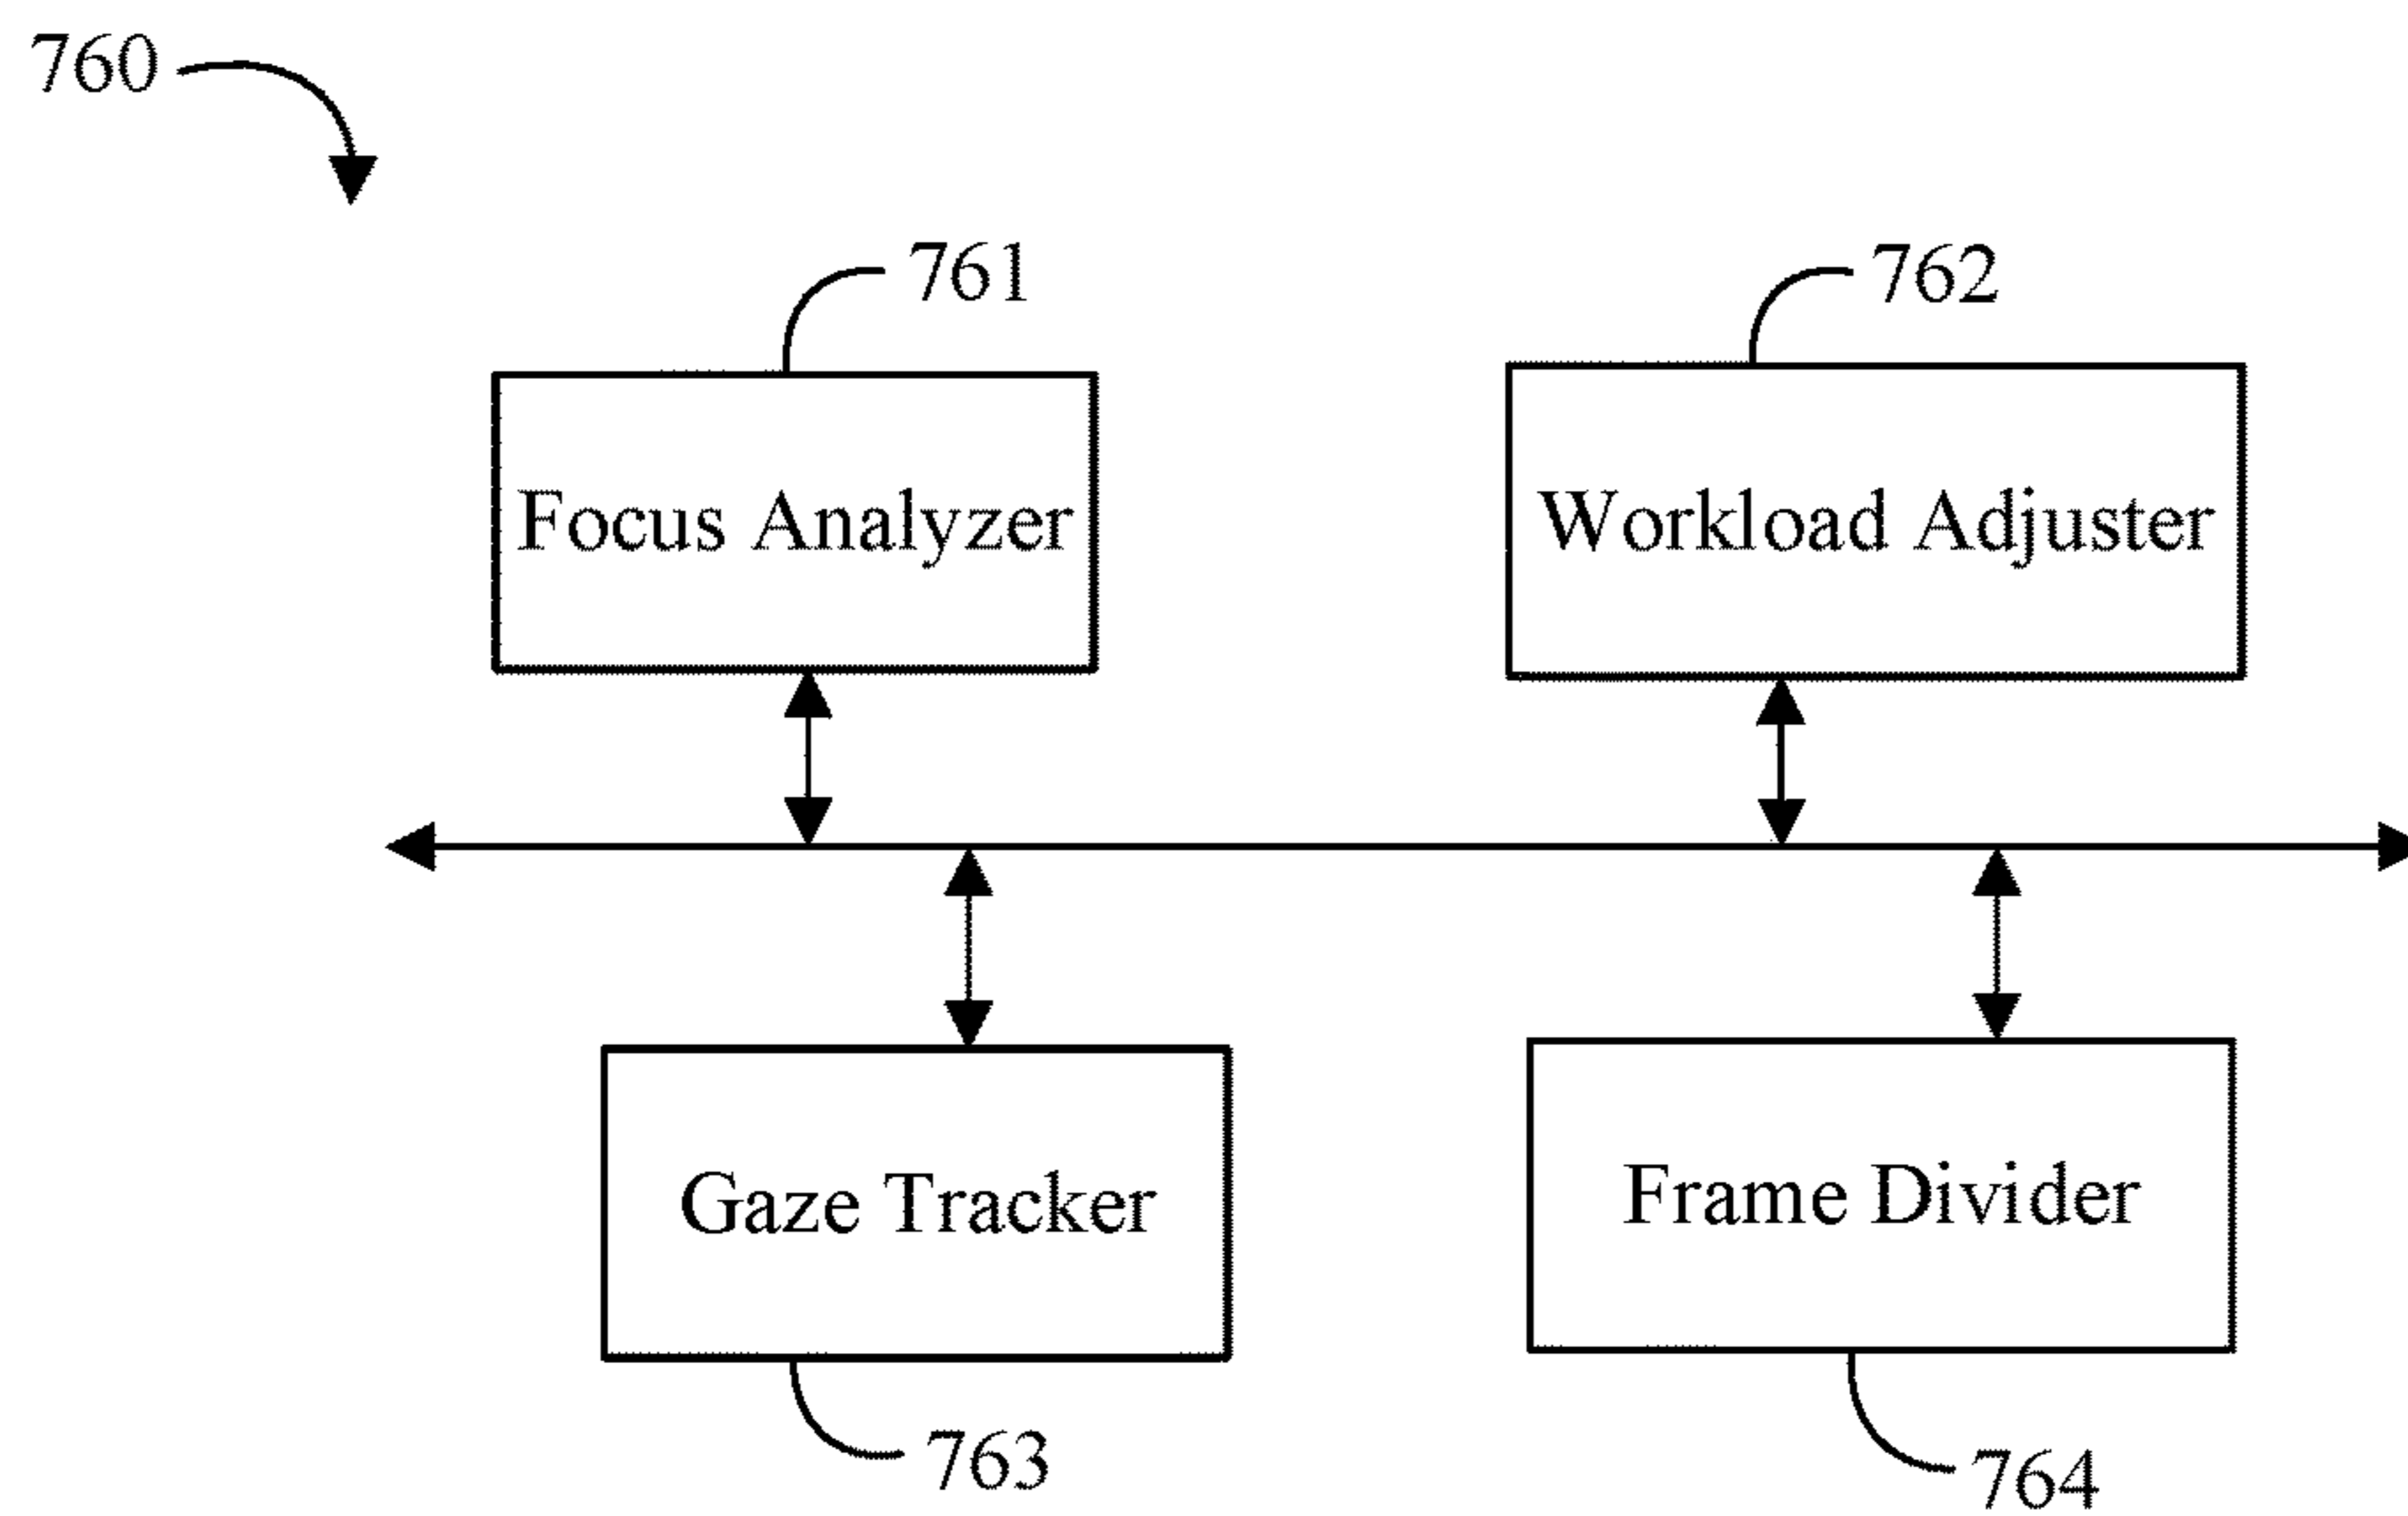 760
761
762
Focus Analyzer
Workload Adjuster
Gaze Tracker
Frame Divider
763
764